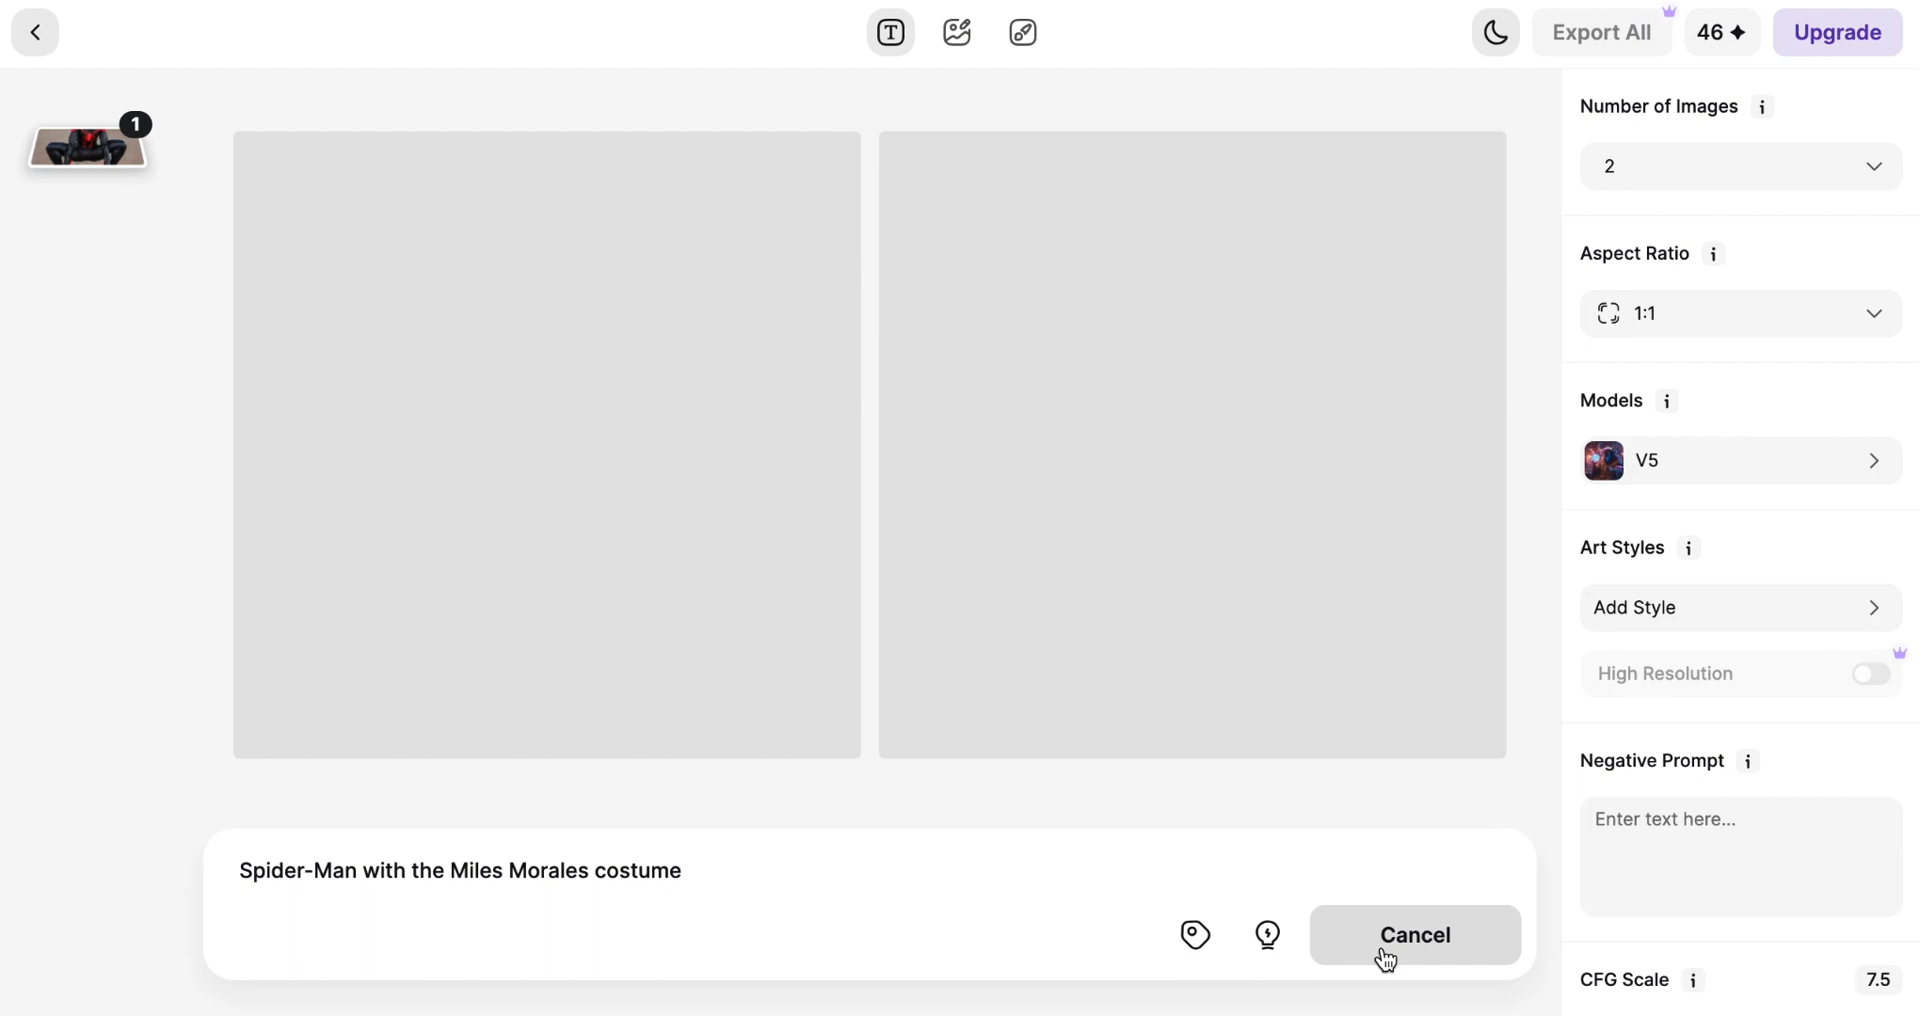 T
Export All
46
Upgrade
1
Number of Images i
2
Aspect Ratio i
1:1
Models i
V5
Art Styles i
Add Style
High Resolution
Negative Prompt i
Enter text here...
Spider-Man with the Miles Morales costume
Cancel
CFG Scale i
7.5